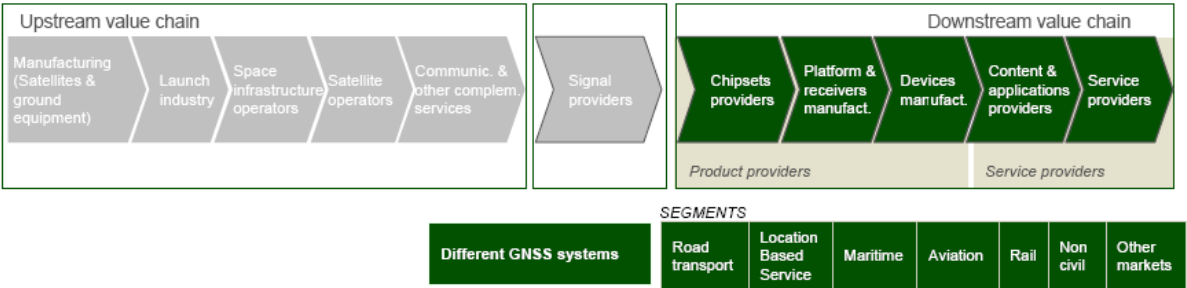 Upstream value chain
Manufacturing
(Satellites &
ground
equipment)
Launch
industry
Space
infrastructure
operators
Satellite
operators
Communic. &
other complem.
services
Signal
providers
Downstream value chain
Chipsets
providers
Platform &
receivers
manufact.
Devices
manufact.
Content &
applications
providers
Service
providers
Product providers
Service providers
SEGMENTS
Different GNSS systems
Road
transport
Location
Based
Service
Maritime
Aviation
Rail
Non
civil
Other
markets